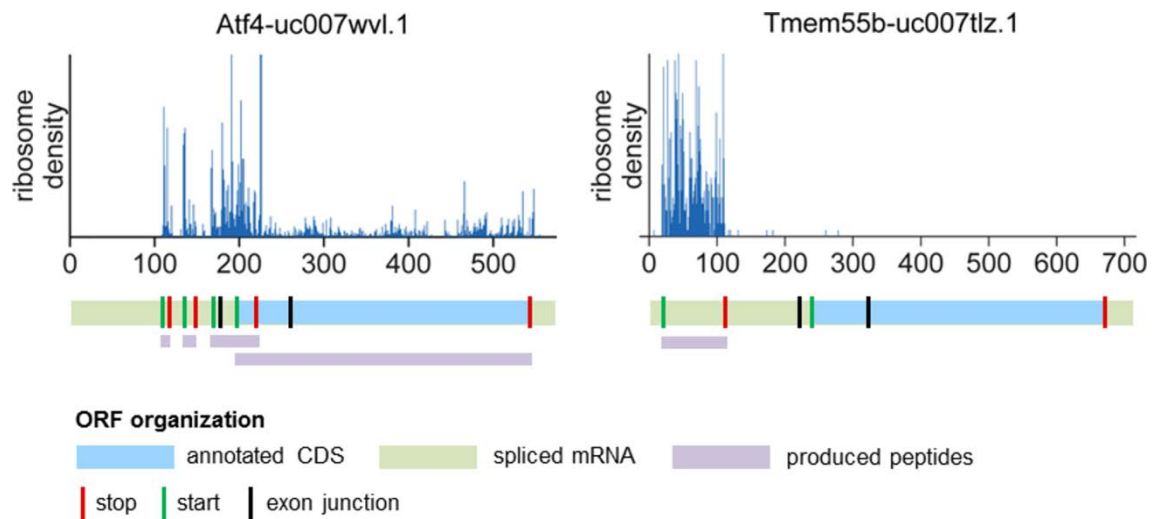 Atf4-uc007wvl.1
ribosome
density
0 100 200 300 400 500
Tmem55b-uc007tlz.1
ribosome
density
0 100 200 300 400 500 600 700
ORF organization
annotated CDS
spliced mRNA
produced peptides
stop
start
exon junction